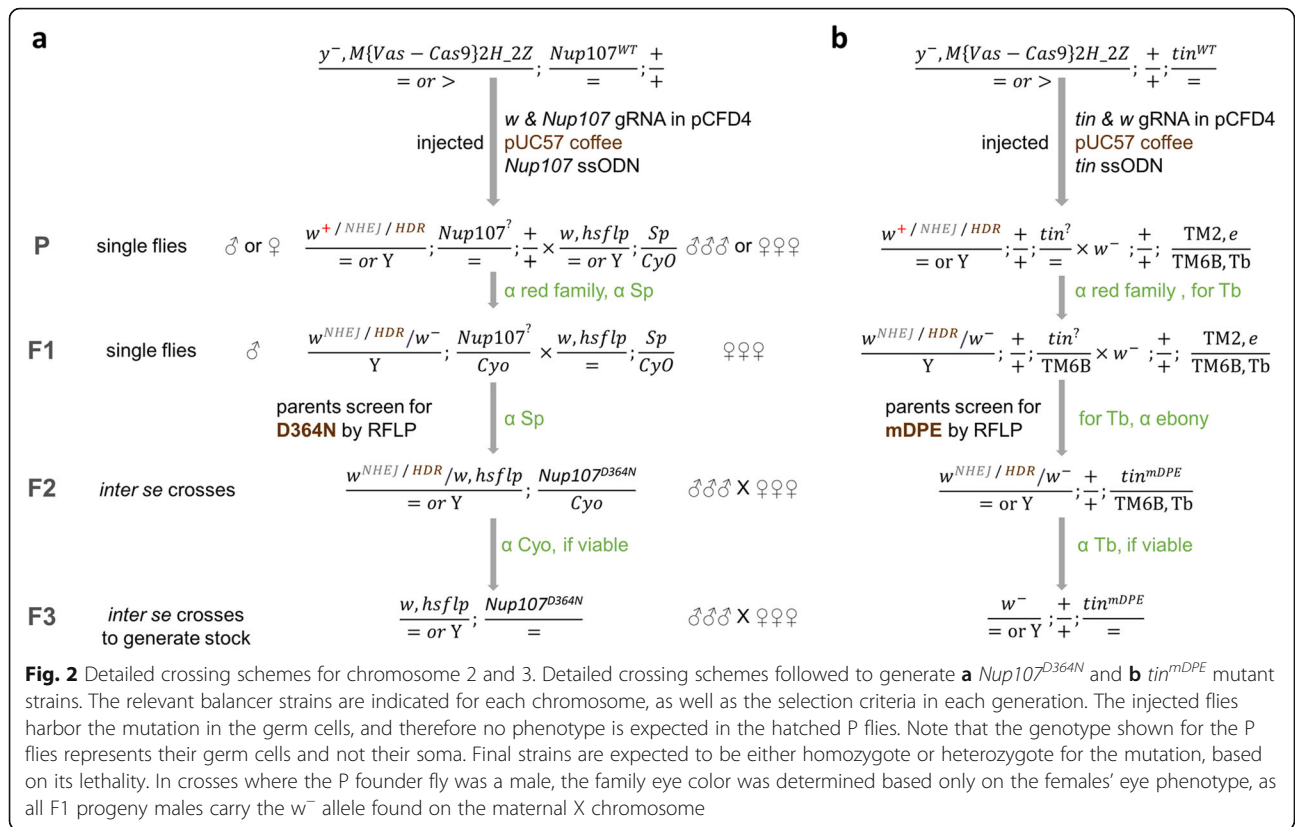 a
y⁻, M{Vas − Cas9}2H_2Z / = or > ; Nup107^WT / = ; + / +
injected
w & Nup107 gRNA in pCFD4
pUC57 coffee
Nup107 ssODN
b
y⁻, M{Vas − Cas9}2H_2Z / = or > ; + / + ; tin^WT / =
injected
tin & w gRNA in pCFD4
pUC57 coffee
tin ssODN
P single flies ♂ or ♀ w^+/NHEJ/HDR / = or Y ; Nup107^? / = ; + / + × w, hsflp / = or Y ; Sp / CyO ♂♂♂ or ♀♀♀
w^+/NHEJ/HDR / = or Y ; + / + ; tin^? / = × w⁻ ; + / + ; TM2, e / TM6B, Tb
α red family, α Sp
α red family , for Tb
F1 single flies ♂ w^NHEJ/HDR/w⁻ / Y ; Nup107^? / Cyo × w, hsflp / = ; Sp / CyO ♀♀♀
w^NHEJ/HDR/w⁻ / Y ; + / + ; tin^? / TM6B × w⁻ ; + / + ; TM2, e / TM6B, Tb
parents screen for
D364N by RFLP
α Sp
parents screen for
mDPE by RFLP
for Tb, α ebony
F2 inter se crosses w^NHEJ/HDR/w, hsflp / = or Y ; Nup107^D364N / Cyo ♂♂♂ X ♀♀♀
w^NHEJ/HDR/w⁻ / = or Y ; + / + ; tin^mDPE / TM6B, Tb
α Cyo, if viable
α Tb, if viable
F3 inter se crosses
to generate stock
w, hsflp / = or Y ; Nup107^D364N / = ♂♂♂ X ♀♀♀
w⁻ / = or Y ; + / + ; tin^mDPE / =
Fig. 2 Detailed crossing schemes for chromosome 2 and 3. Detailed crossing schemes followed to generate a Nup107^D364N and b tin^mDPE mutant
strains. The relevant balancer strains are indicated for each chromosome, as well as the selection criteria in each generation. The injected flies
harbor the mutation in the germ cells, and therefore no phenotype is expected in the hatched P flies. Note that the genotype shown for the P
flies represents their germ cells and not their soma. Final strains are expected to be either homozygote or heterozygote for the mutation, based
on its lethality. In crosses where the P founder fly was a male, the family eye color was determined based only on the females' eye phenotype, as
all F1 progeny males carry the w⁻ allele found on the maternal X chromosome